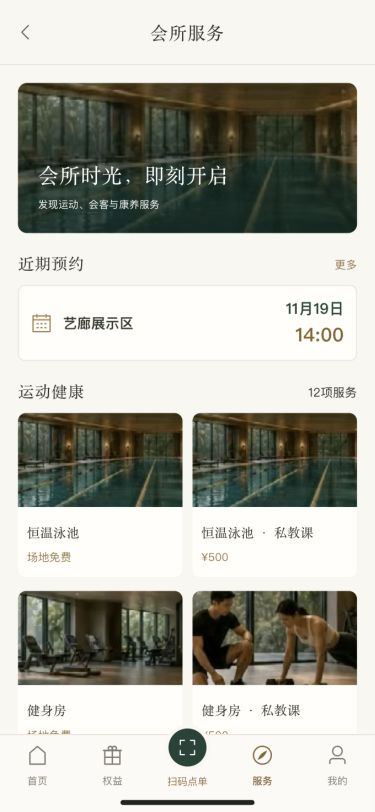 会所服务
会所时光，即刻开启
发现运动、会客与康养服务
近期预约
更多
艺廊展示区
11月19日
14:00
运动健康
12项服务
恒温泳池
场地免费
恒温泳池 · 私教课
¥500
健身房
健身房 · 私教课
首页
权益
扫码点单
服务
我的